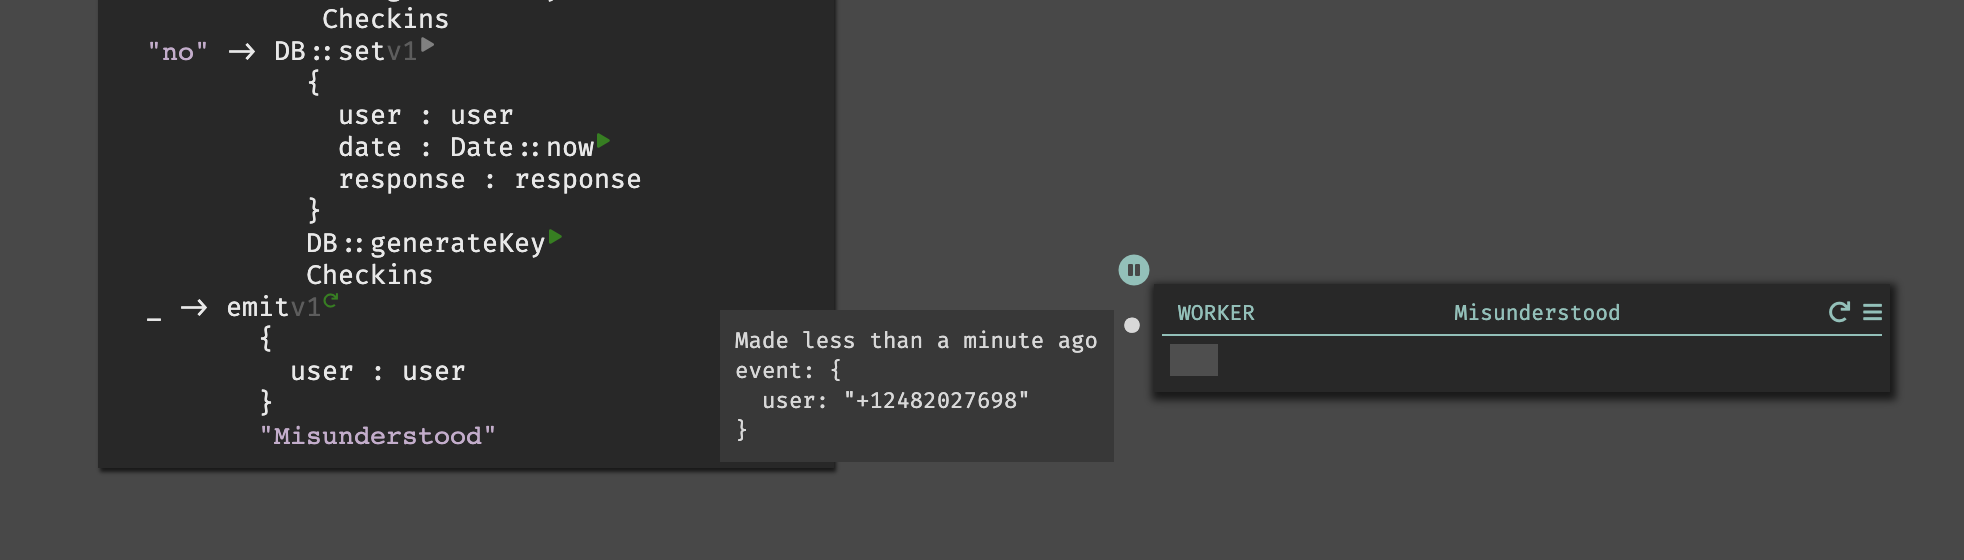 Checkins
"no" -> DB::setv1
{
user : user
date : Date::now
response : response
}
DB::generateKey
Checkins
_ -> emitv1
{
user : user
}
"Misunderstood"
Made less than a minute ago
event: {
user: "+12482027698"
}
WORKER Misunderstood